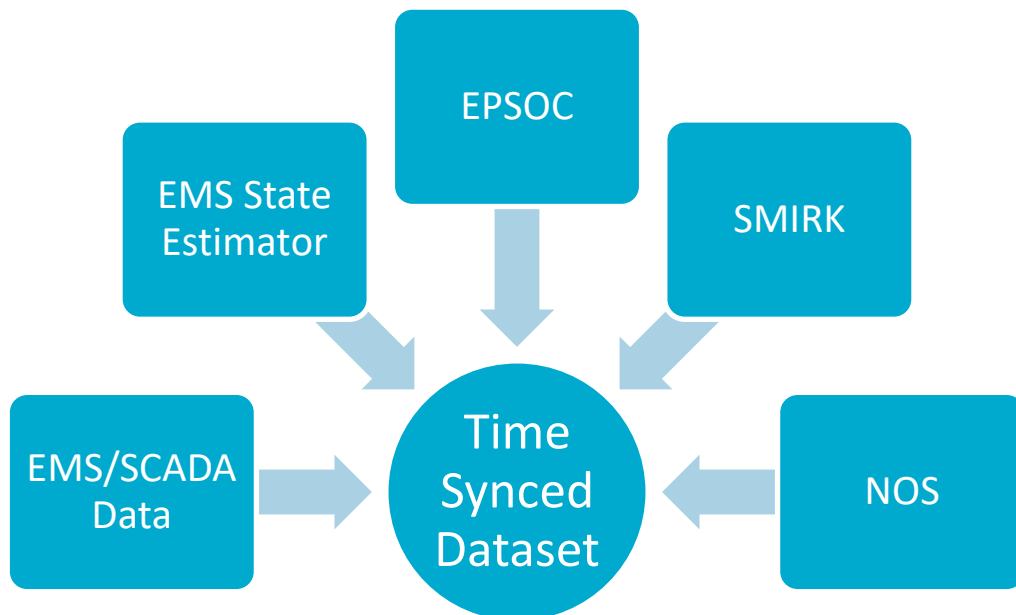 EPSOC
EMS State
Estimator
SMIRK
EMS/SCADA
Data
Time
Synced
Dataset
NOS